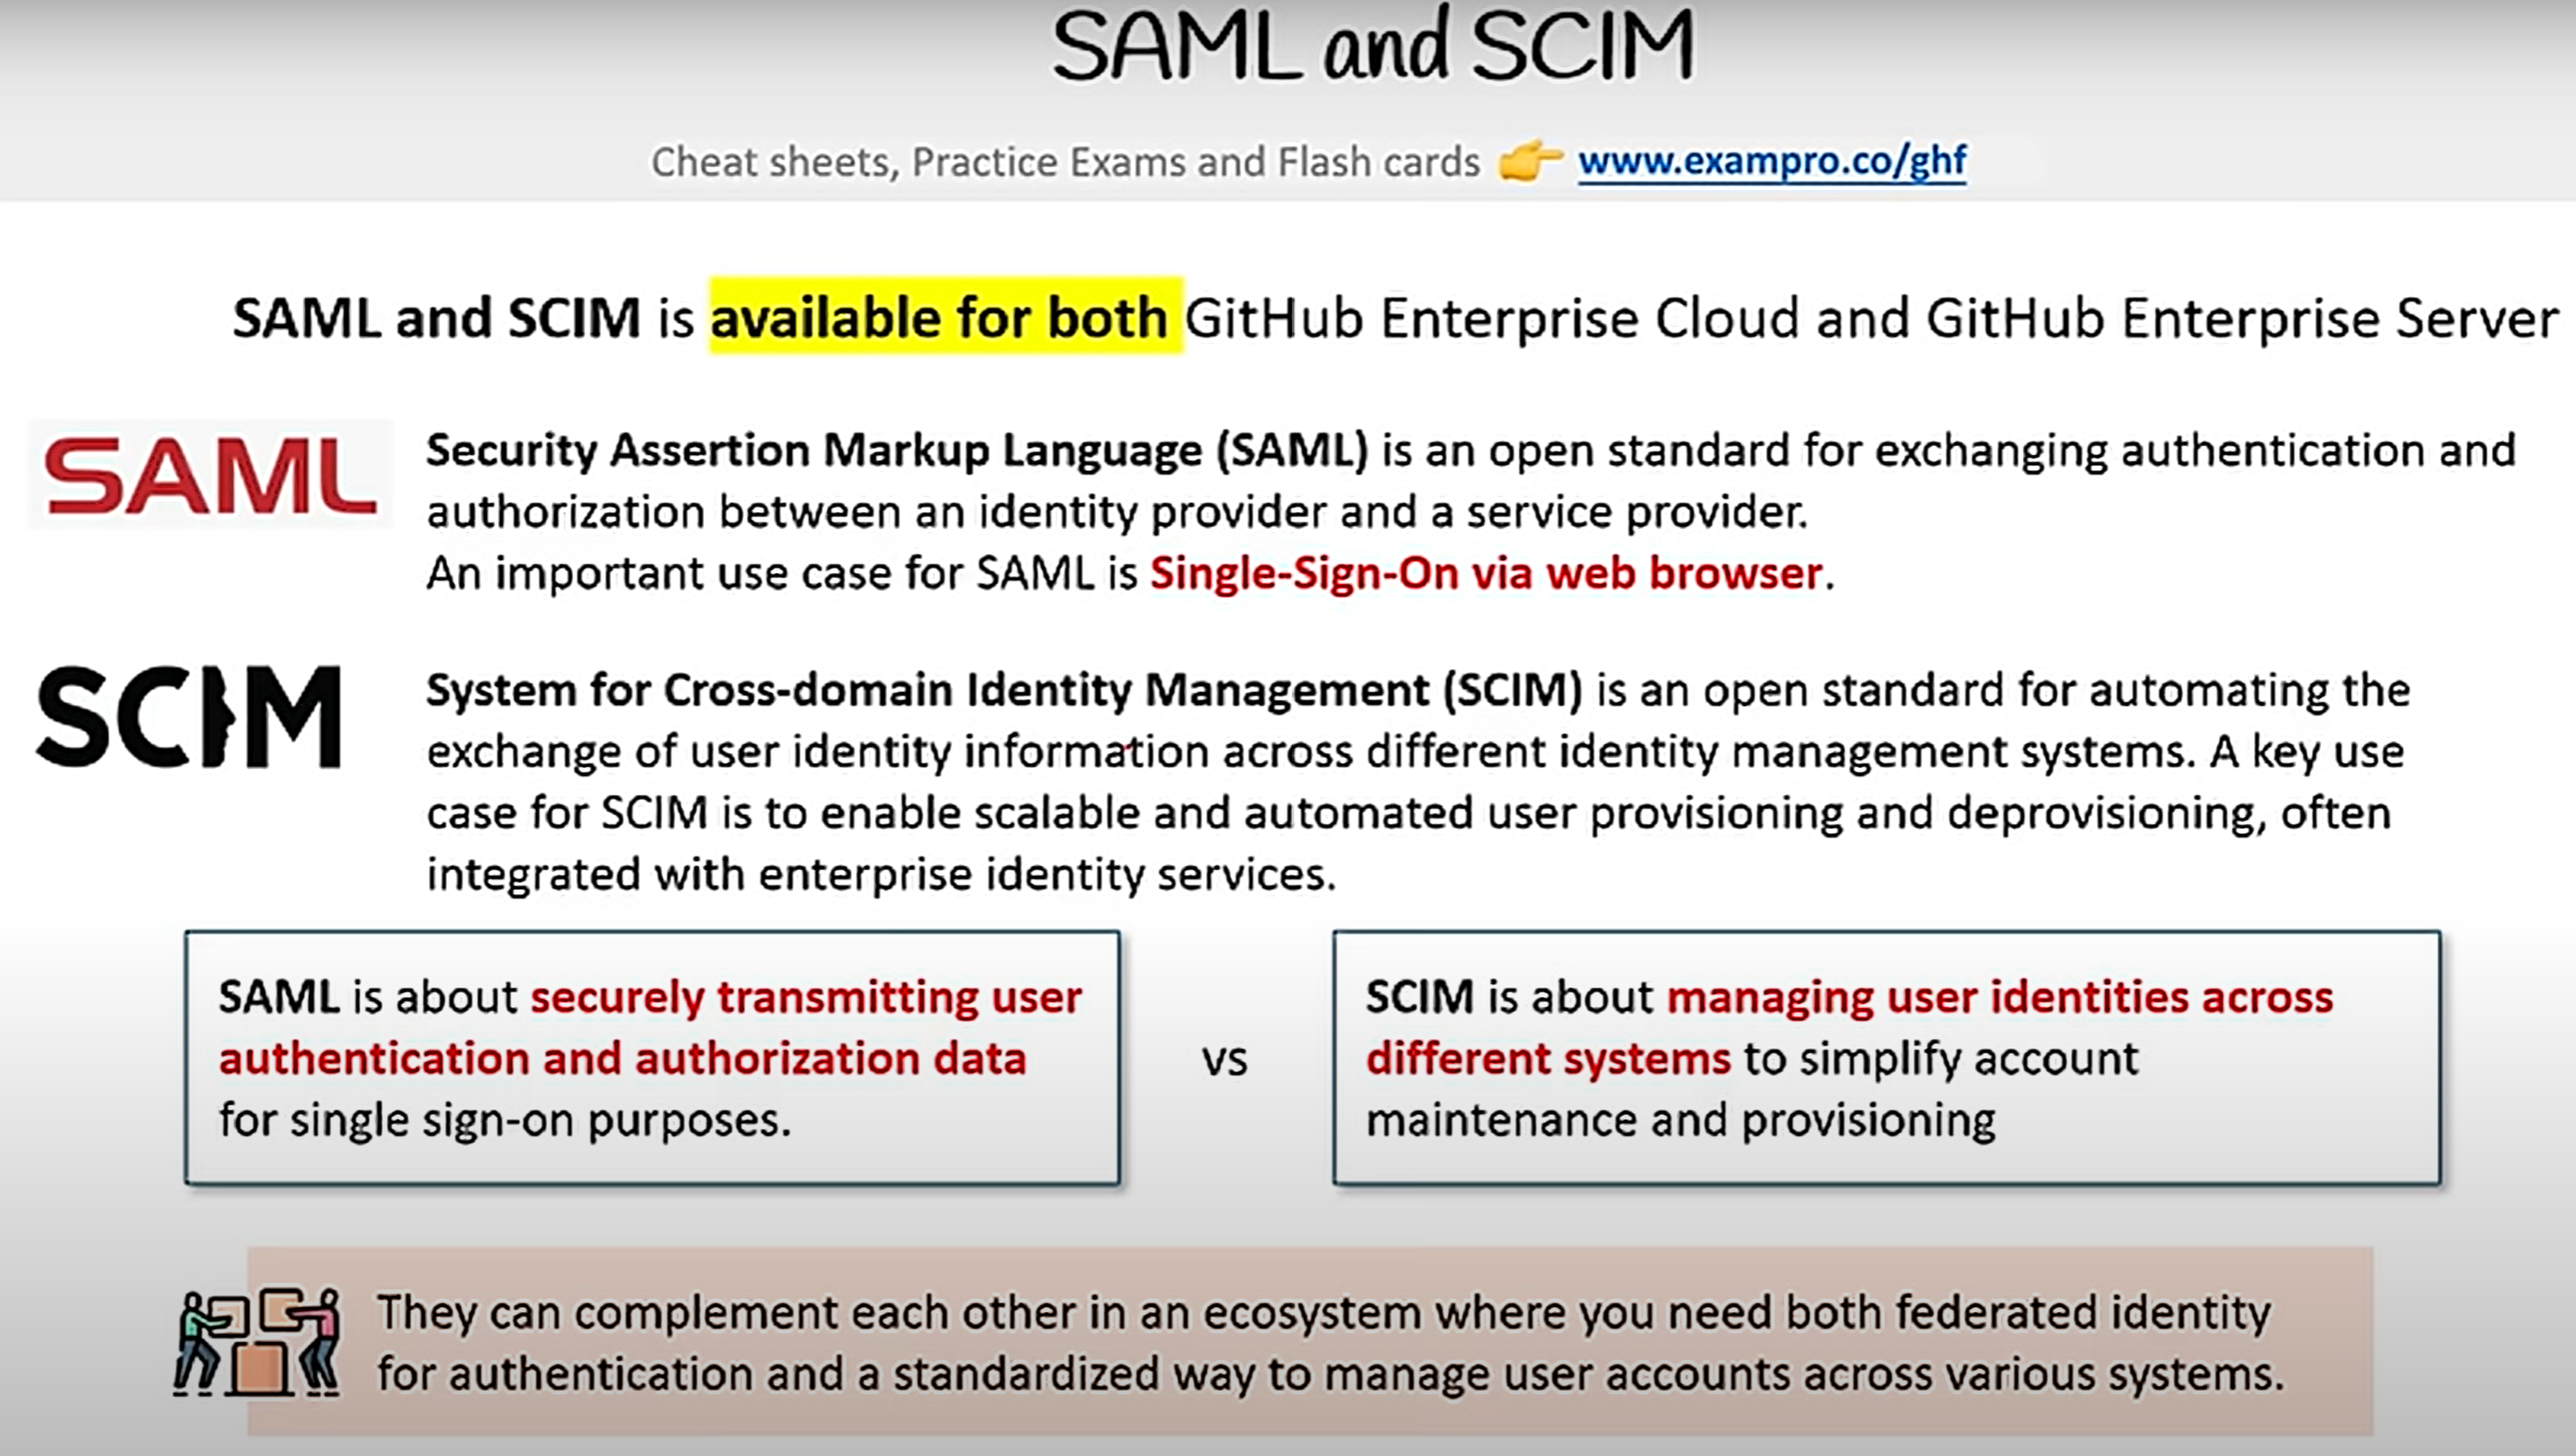 SAML and SCIM
Cheat sheets, Practice Exams and Flash cards 👉 www.exampro.co/ghf
SAML and SCIM is available for both GitHub Enterprise Cloud and GitHub Enterprise Server
SAML
Security Assertion Markup Language (SAML) is an open standard for exchanging authentication and
authorization between an identity provider and a service provider.
An important use case for SAML is Single-Sign-On via web browser.
SCIM
System for Cross-domain Identity Management (SCIM) is an open standard for automating the
exchange of user identity information across different identity management systems. A key use
case for SCIM is to enable scalable and automated user provisioning and deprovisioning, often
integrated with enterprise identity services.
SAML is about securely transmitting user
authentication and authorization data
for single sign-on purposes.
vs
SCIM is about managing user identities across
different systems to simplify account
maintenance and provisioning
They can complement each other in an ecosystem where you need both federated identity
for authentication and a standardized way to manage user accounts across various systems.